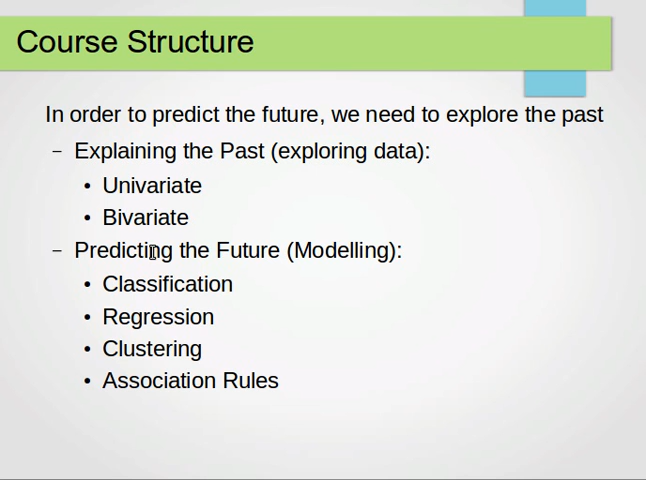 Course Structure
In order to predict the future, we need to explore the past
– Explaining the Past (exploring data):
• Univariate
• Bivariate
– Predicting the Future (Modelling):
• Classification
• Regression
• Clustering
• Association Rules